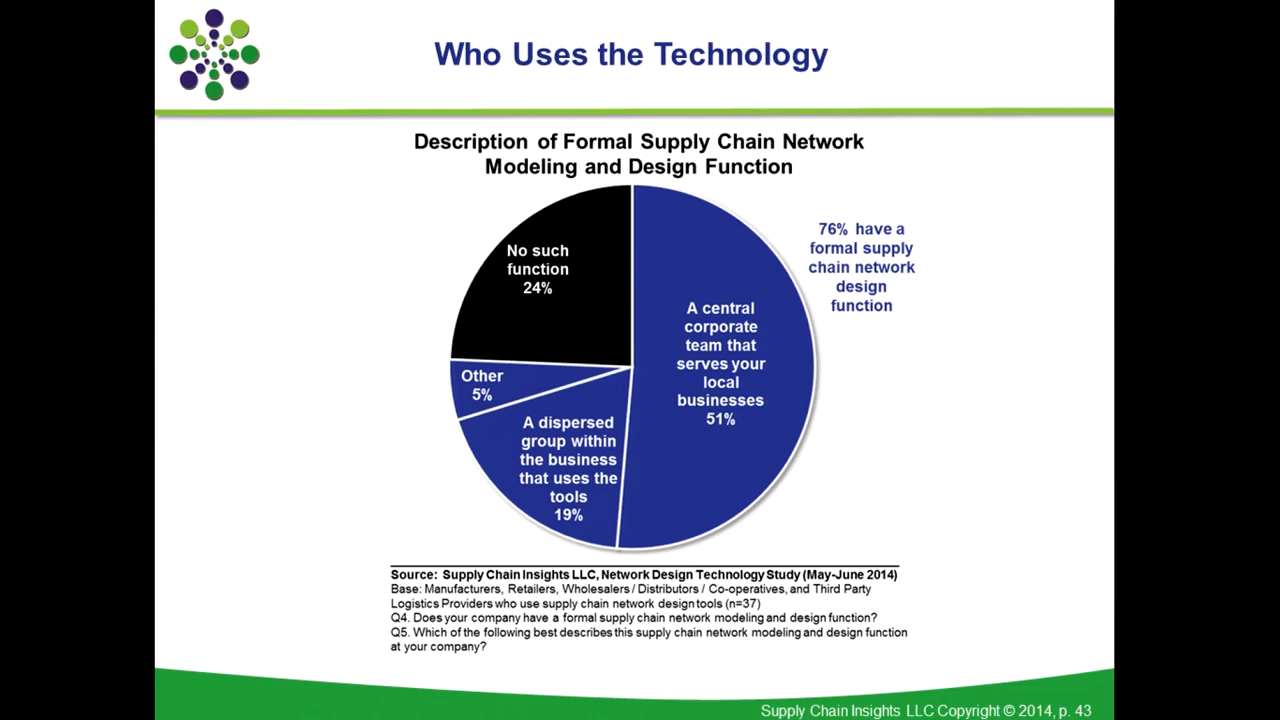 Who Uses the Technology
Description of Formal Supply Chain Network
Modeling and Design Function
No such
function
24%
76% have a
formal supply
chain network
design
function
A central
corporate
team that
serves your
local
businesses
51%
Other
5%
A dispersed
group within
the business
that uses the
tools
19%
Source: Supply Chain Insights LLC, Network Design Technology Study (May-June 2014)
Base: Manufacturers, Retailers, Wholesalers / Distributors / Co-operatives, and Third Party
Logistics Providers who use supply chain network design tools (n=37)
Q4. Does your company have a formal supply chain network modeling and design function?
Q5. Which of the following best describes this supply chain network modeling and design function
at your company?
Supply Chain Insights LLC Copyright © 2014, p. 43